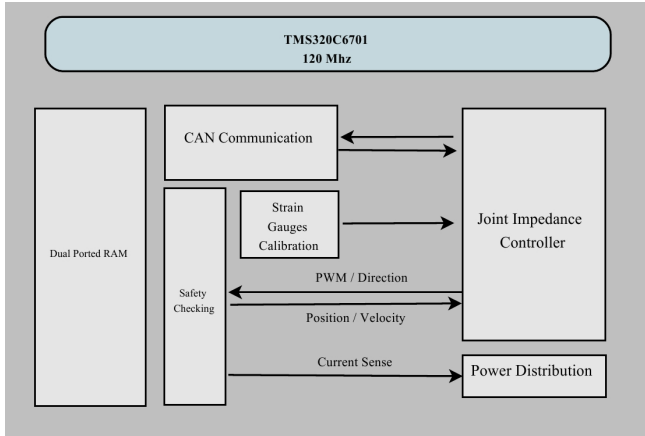 TMS320C6701
120 Mhz
CAN Communication
Strain
Gauges
Calibration
Joint Impedance
Controller
Dual Ported RAM
Safety
Checking
PWM / Direction
Position / Velocity
Current Sense
Power Distribution